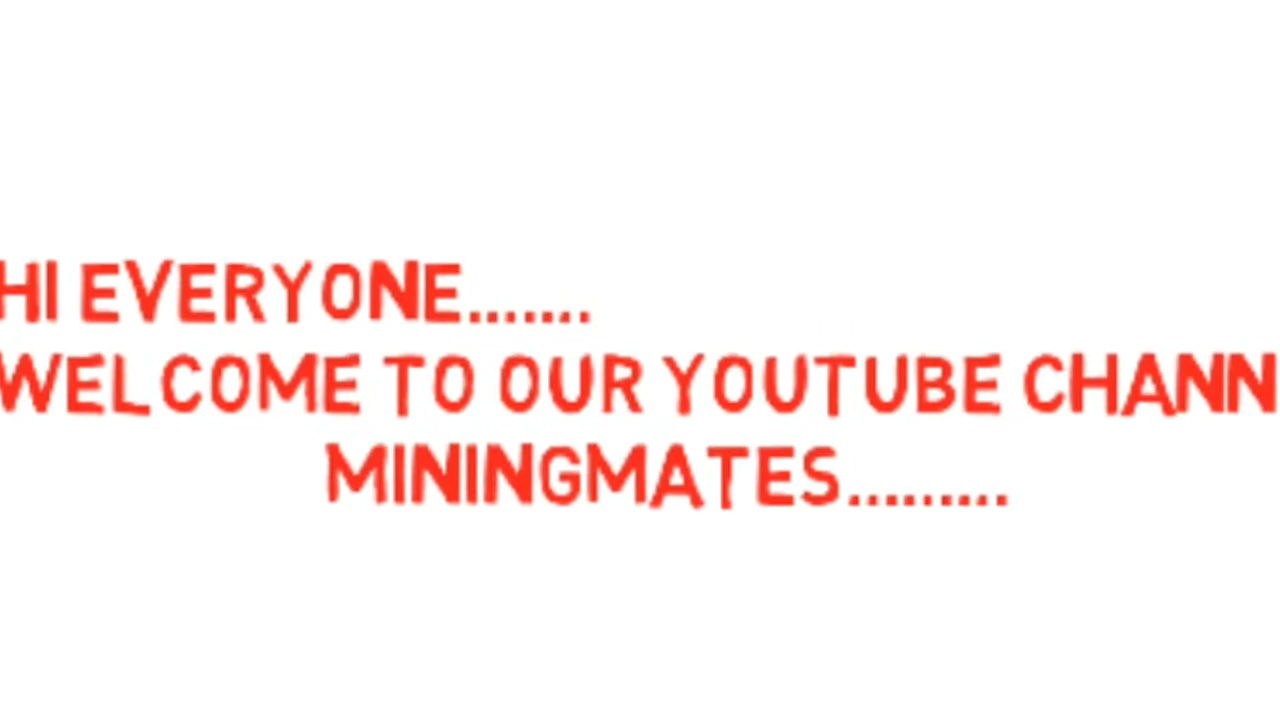 HI EVERYONE.......
WELCOME TO OUR YOUTUBE CHANN
MININGMATES.........